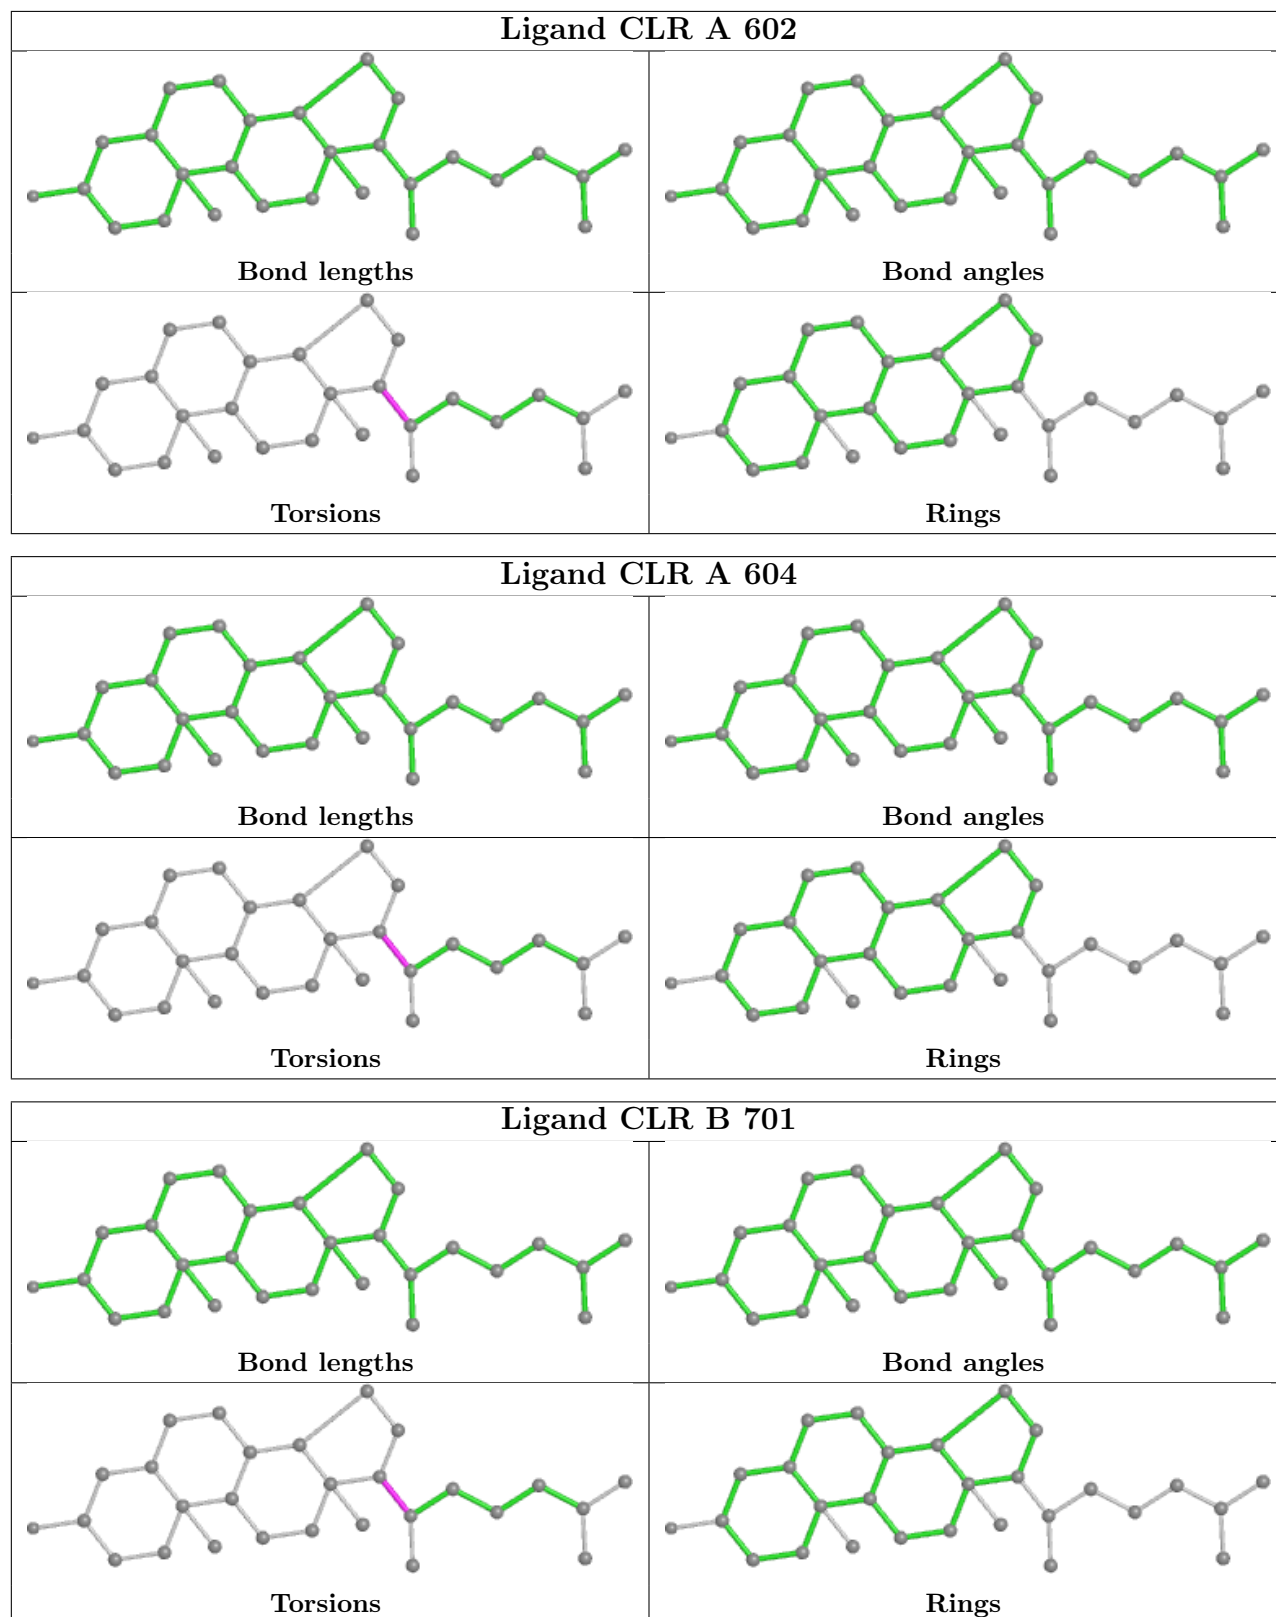 Ligand CLR A 602
Bond lengths
Bond angles
Torsions
Rings
Ligand CLR A 604
Bond lengths
Bond angles
Torsions
Rings
Ligand CLR B 701
Bond lengths
Bond angles
Torsions
Rings